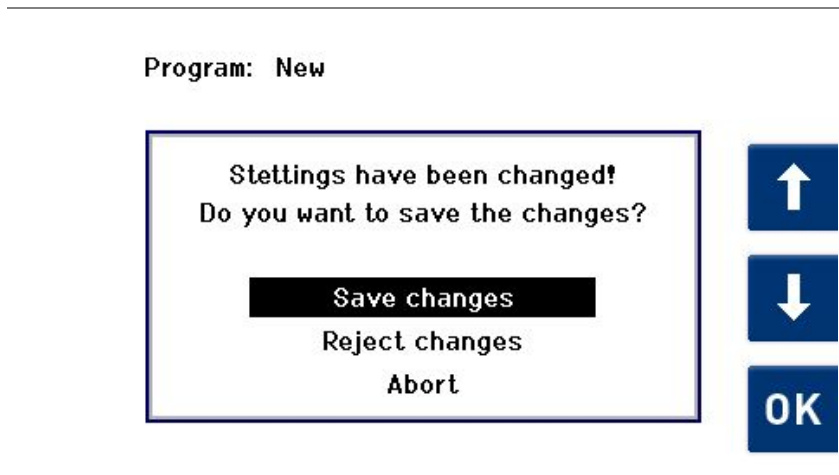 Program: New
Stettings have been changed!
Do you want to save the changes?
Save changes
Reject changes
Abort
OK